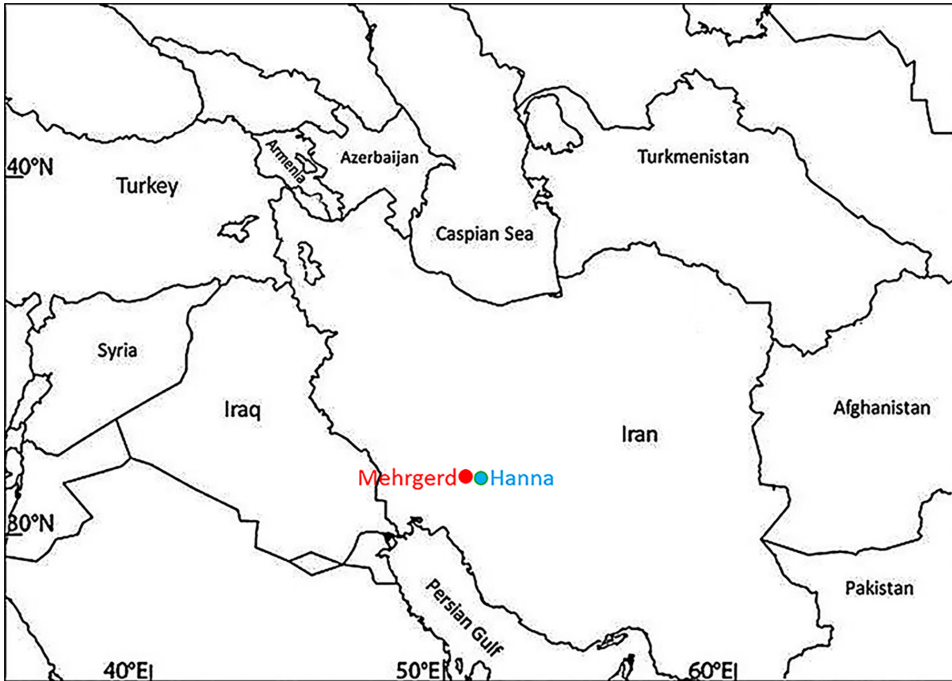 Armenia
Azerbaijan
Turkmenistan
40°N
Turkey
Caspian Sea
Syria
Iraq
Afghanistan
Iran
Mehrgerd
Hanna
30°N
Pakistan
Persian Gulf
40°E
50°E
60°E